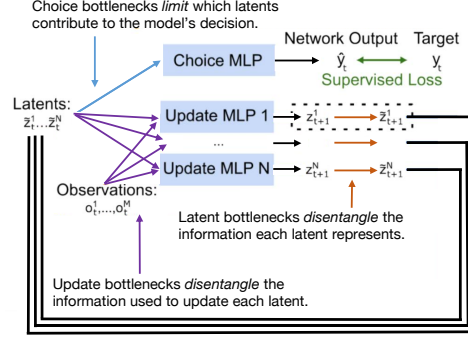 Choice bottlenecks limit which latents
contribute to the model's decision.
Network Output Target
Choice MLP ŷₜ yₜ
Supervised Loss
Latents:
z̃ₜ¹...z̃ₜᴺ
Update MLP 1 zₜ₊₁¹ z̃ₜ₊₁¹
...
Update MLP N zₜ₊₁ᴺ z̃ₜ₊₁ᴺ
Observations:
oₜ¹,...,oₜᴹ
Latent bottlenecks disentangle the
information each latent represents.
Update bottlenecks disentangle the
information used to update each latent.